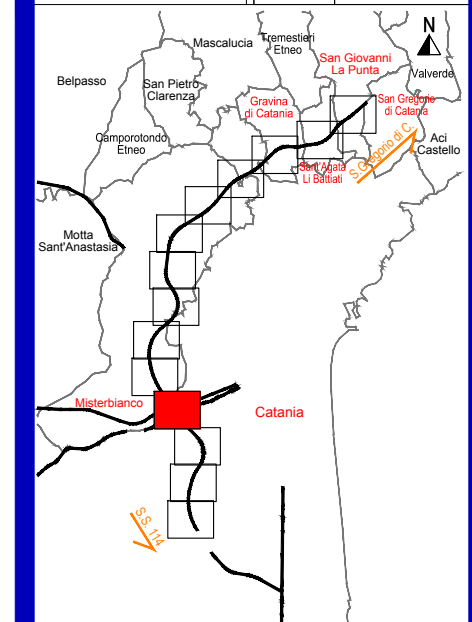 N
Tremestieri
Etneo
Mascalucia
San Giovanni
La Punta
Valverde
Belpasso
San Pietro
Clarenza
Gravina
di Catania
San Gregorio
di Catania
Aci
Castello
Camporotondo
Etneo
Sant'Agata
Li Battiati
S.Gregorio di C.
Motta
Sant'Anastasia
Misterbianco
Catania
S.S. 114